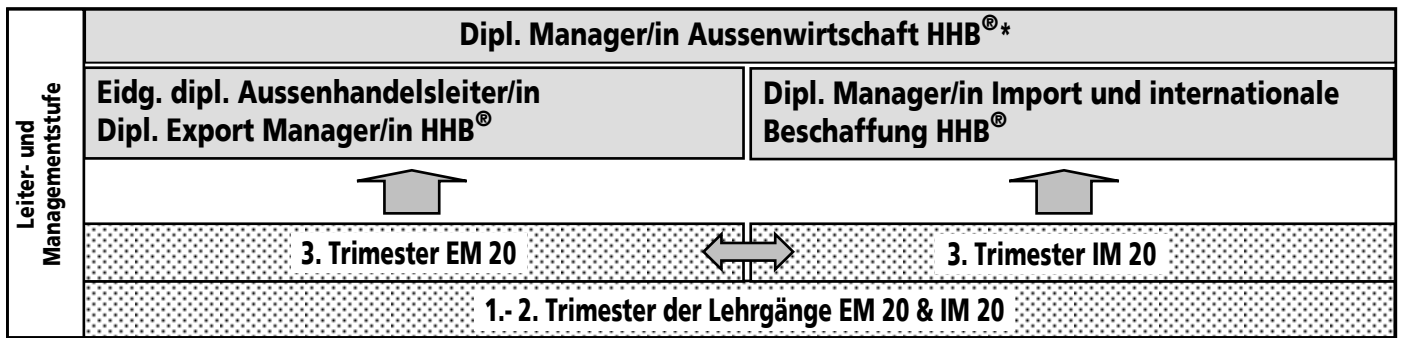 Leiter- und
Managementstufe
Dipl. Manager/in Aussenwirtschaft HHB®*
Eidg. dipl. Aussenhandelsleiter/in
Dipl. Export Manager/in HHB®
Dipl. Manager/in Import und internationale
Beschaffung HHB®
3. Trimester EM 20
3. Trimester IM 20
1.- 2. Trimester der Lehrgänge EM 20 & IM 20